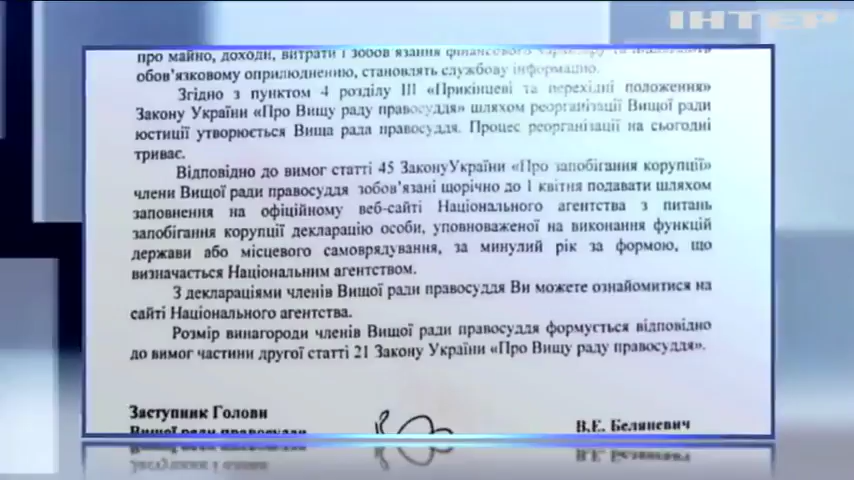 ІНТЕР
про майно, доходи, витрати і зобов'язання фінансового характеру та
обов'язковому оприлюдненню, становлять службову інформацію.
Згідно з пунктом 4 розділу III «Прикінцеві та перехідні положення»
Закону України «Про Вищу раду правосуддя» шляхом реорганізації Вищої ради
юстиції утворюється Вища рада правосуддя. Процес реорганізації на сьогодні
триває.
Відповідно до вимог статті 45 ЗаконуУкраїни «Про запобігання корупції»
члени Вищої ради правосуддя зобов'язані щорічно до 1 квітня подавати шляхом
заповнення на офіційному веб-сайті Національного агентства з питань
запобігання корупції декларацію особи, уповноваженої на виконання функцій
держави або місцевого самоврядування, за минулий рік за формою, що
визначається Національним агентством.
З деклараціями членів Вищої ради правосуддя Ви можете ознайомитися на
сайті Національного агентства.
Розмір винагороди членів Вищої ради правосуддя формується відповідно
до вимог частини другої статті 21 Закону України «Про Вищу раду правосуддя».
Заступник Голови
Вищої ради правосуддя
В.Е. Беляневич